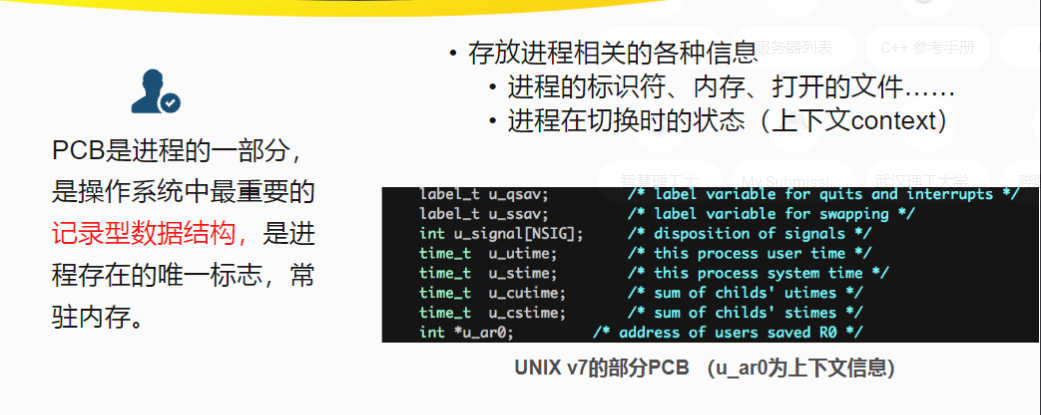 • 存放进程相关的各种信息
• 进程的标识符、内存、打开的文件……
• 进程在切换时的状态（上下文context）
PCB是进程的一部分，
是操作系统中最重要的
记录型数据结构，是进
程存在的唯一标志，常
驻内存。
label_t u_qsav; /* label variable for quits and interrupts */
label_t u_ssav; /* label variable for swapping */
int u_signal[NSIG]; /* disposition of signals */
time_t u_utime; /* this process user time */
time_t u_stime; /* this process system time */
time_t u_cutime; /* sum of childs' utimes */
time_t u_cstime; /* sum of childs' stimes */
int *u_ar0; /* address of users saved R0 */
UNIX v7的部分PCB （u_ar0为上下文信息）
服务器列表
C++ 参考手册
智慧理工大
My Submissi
武汉理工大学